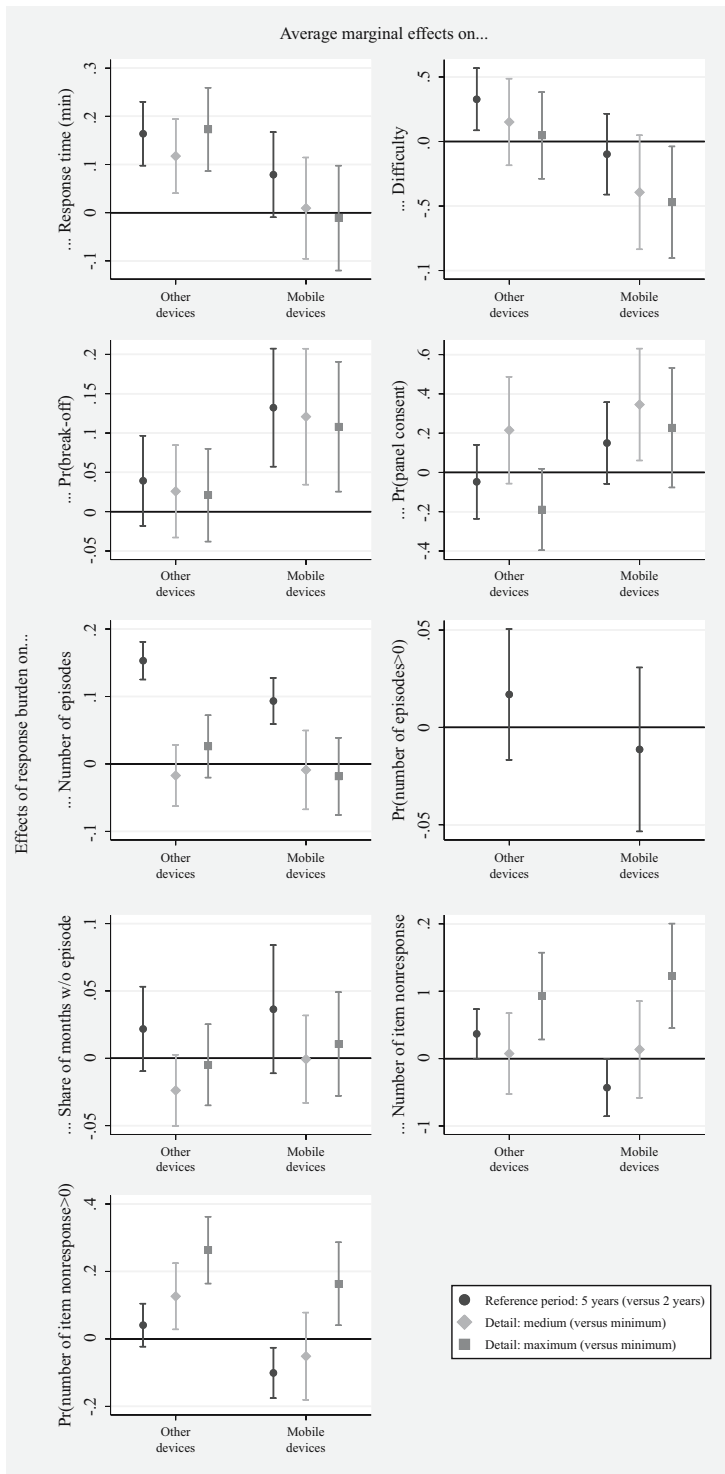 Average marginal effects on...
Effects of response burden on...
... Response time (min)
.3
.2
.1
0
-.1
Other devices
Mobile devices
... Difficulty
.5
.0
-.5
-.1
Other devices
Mobile devices
... Pr(break-off)
.2
.15
.1
.05
0
-.05
Other devices
Mobile devices
... Pr(panel consent)
.6
.4
.2
0
-.2
-.4
Other devices
Mobile devices
... Number of episodes
.2
.1
0
-.1
Other devices
Mobile devices
Pr(number of episodes>0)
.05
0
-.05
Other devices
Mobile devices
... Share of months w/o episode
.1
.05
0
-.05
Other devices
Mobile devices
... Number of item nonresponse
.2
1
0
-1
Other devices
Mobile devices
Pr(number of item nonresponse>0)
.4
.2
0
-.2
Other devices
Mobile devices
Reference period: 5 years (versus 2 years)
Detail: medium (versus minimum)
Detail: maximum (versus minimum)